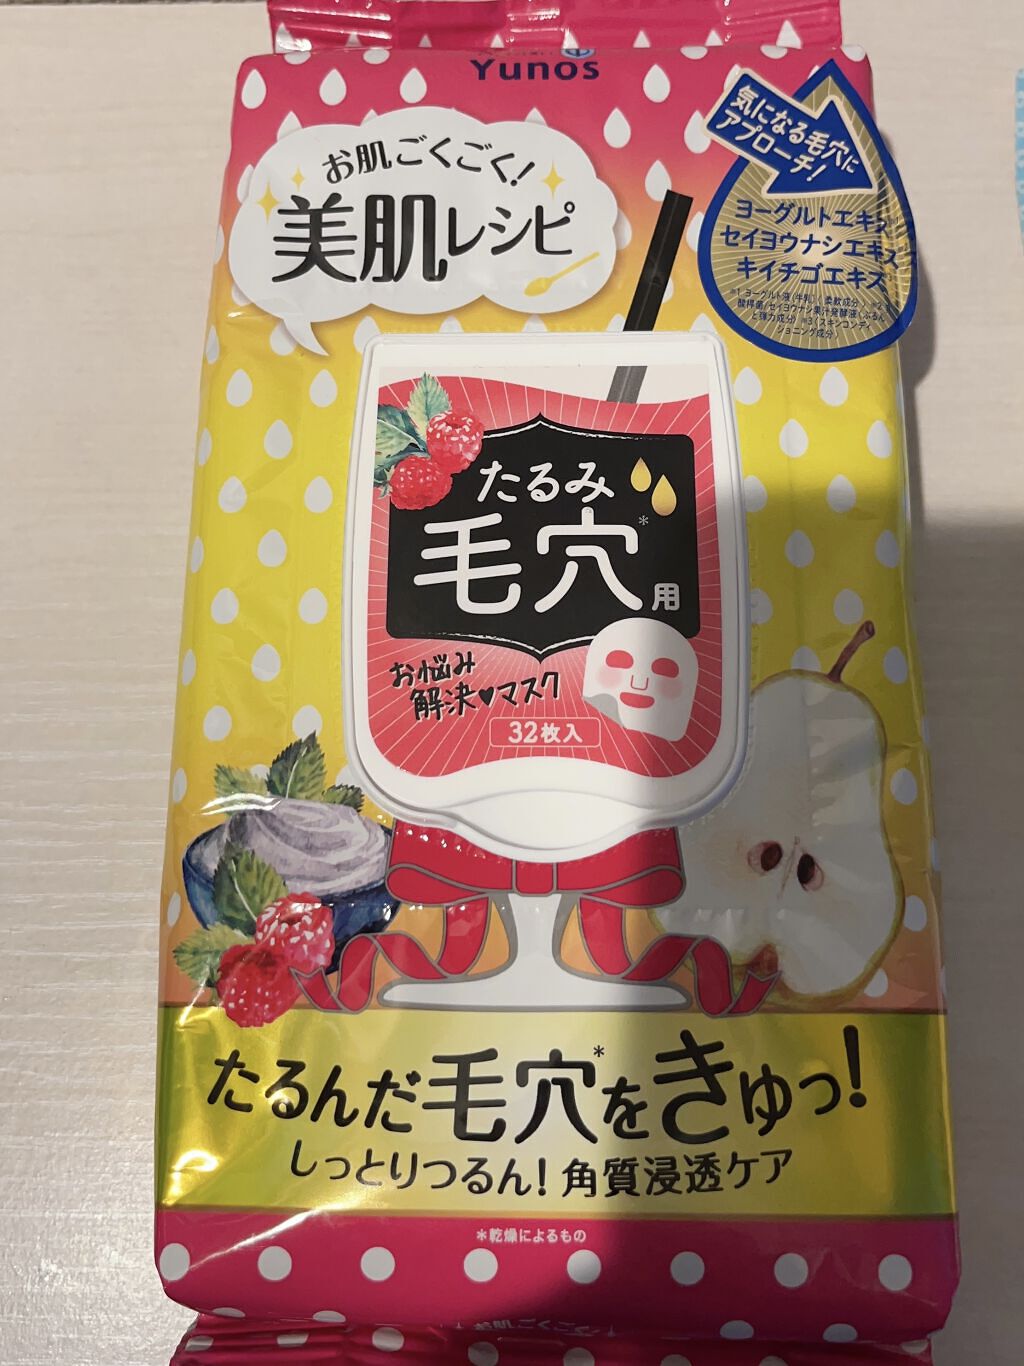 Yunos
お肌ごくごく!
美肌レシピ
気になる毛穴に
アプローチ!
ヨーグルトエキス
セイヨウナシエキス
キイチゴエキス
たるみ
毛穴*用
お悩み
解決♥マスク
32枚入
たるんだ毛穴*をきゅっ!
しっとりつるん!角質浸透ケア
*乾燥によるもの